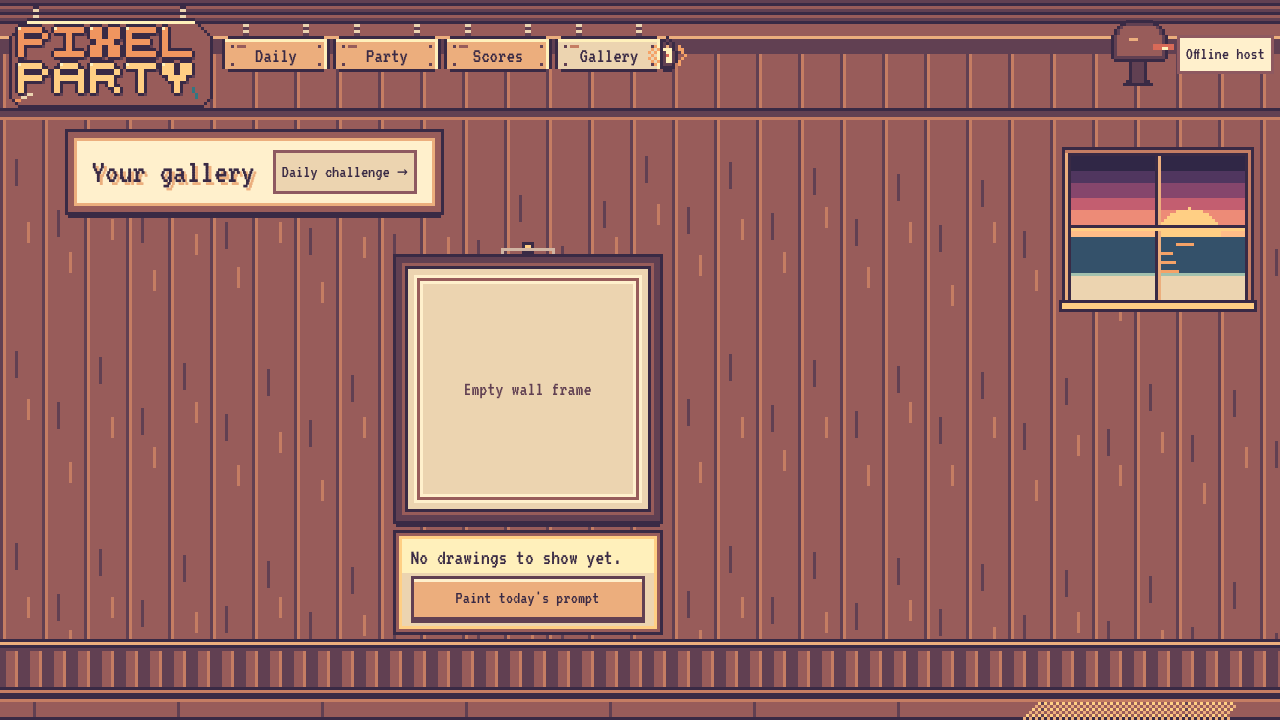 PIXEL
PARTY
Daily
Party
Scores
Gallery
Offline host
Your gallery
Daily challenge →
Empty wall frame
No drawings to show yet.
Paint today's prompt